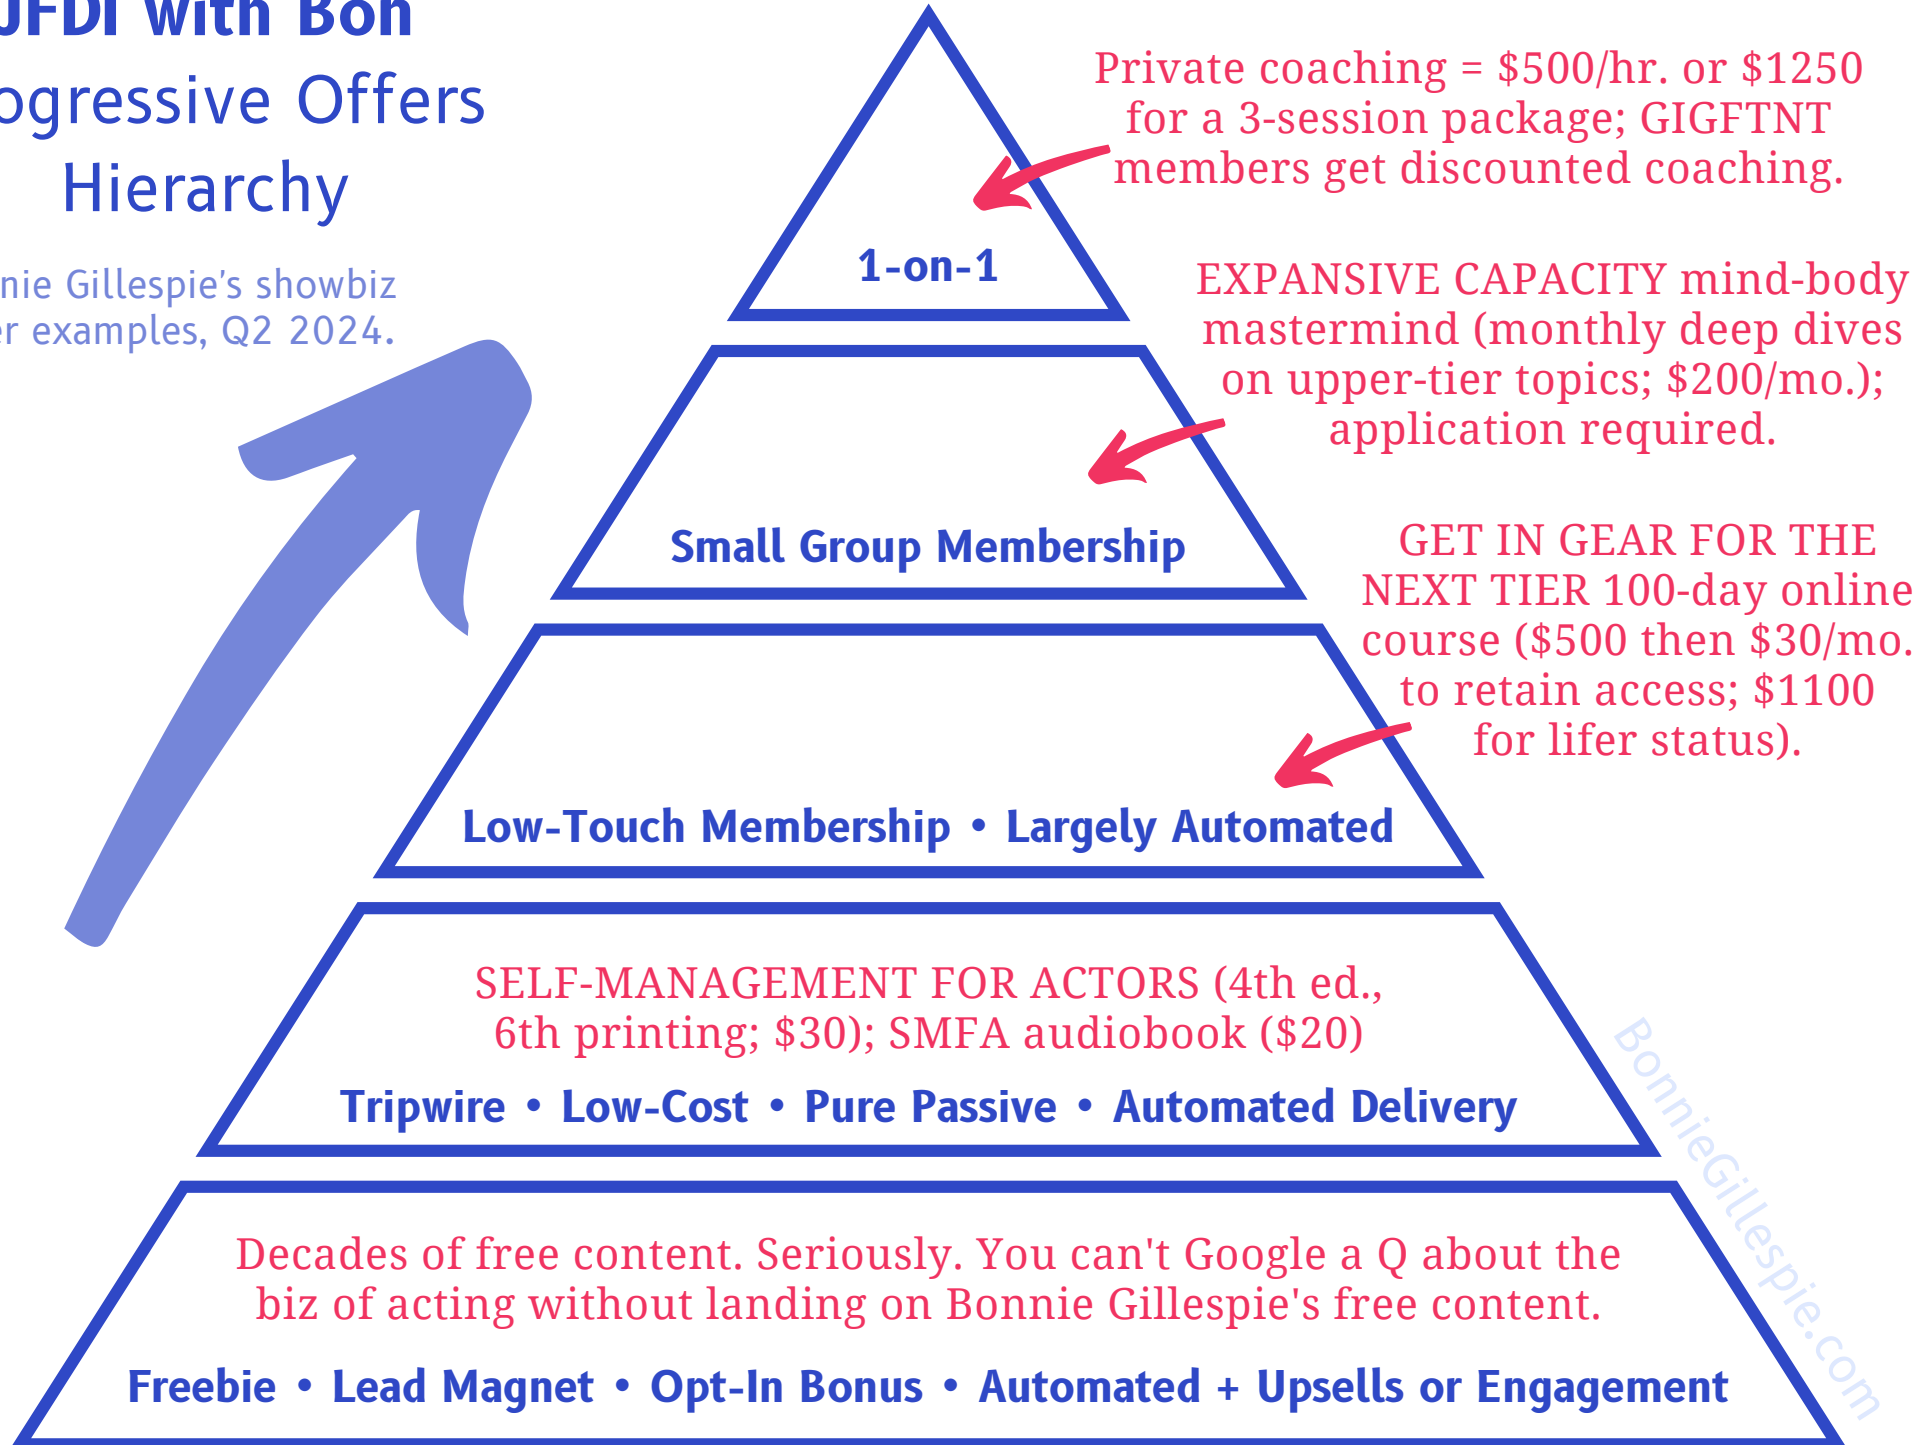 JFDI with Bon
ogressive Offers
Hierarchy
nie Gillespie's showbiz
er examples, Q2 2024.
Private coaching = $500/hr. or $1250
for a 3-session package; GIGFTNT
members get discounted coaching.
1-on-1
EXPANSIVE CAPACITY mind-body
mastermind (monthly deep dives
on upper-tier topics; $200/mo.);
application required.
Small Group Membership
GET IN GEAR FOR THE
NEXT TIER 100-day online
course ($500 then $30/mo.
to retain access; $1100
for lifer status).
Low-Touch Membership • Largely Automated
SELF-MANAGEMENT FOR ACTORS (4th ed.,
6th printing; $30); SMFA audiobook ($20)
Tripwire • Low-Cost • Pure Passive • Automated Delivery
Decades of free content. Seriously. You can't Google a Q about the
biz of acting without landing on Bonnie Gillespie's free content.
Freebie • Lead Magnet • Opt-In Bonus • Automated + Upsells or Engagement
BonnieGillespie.com